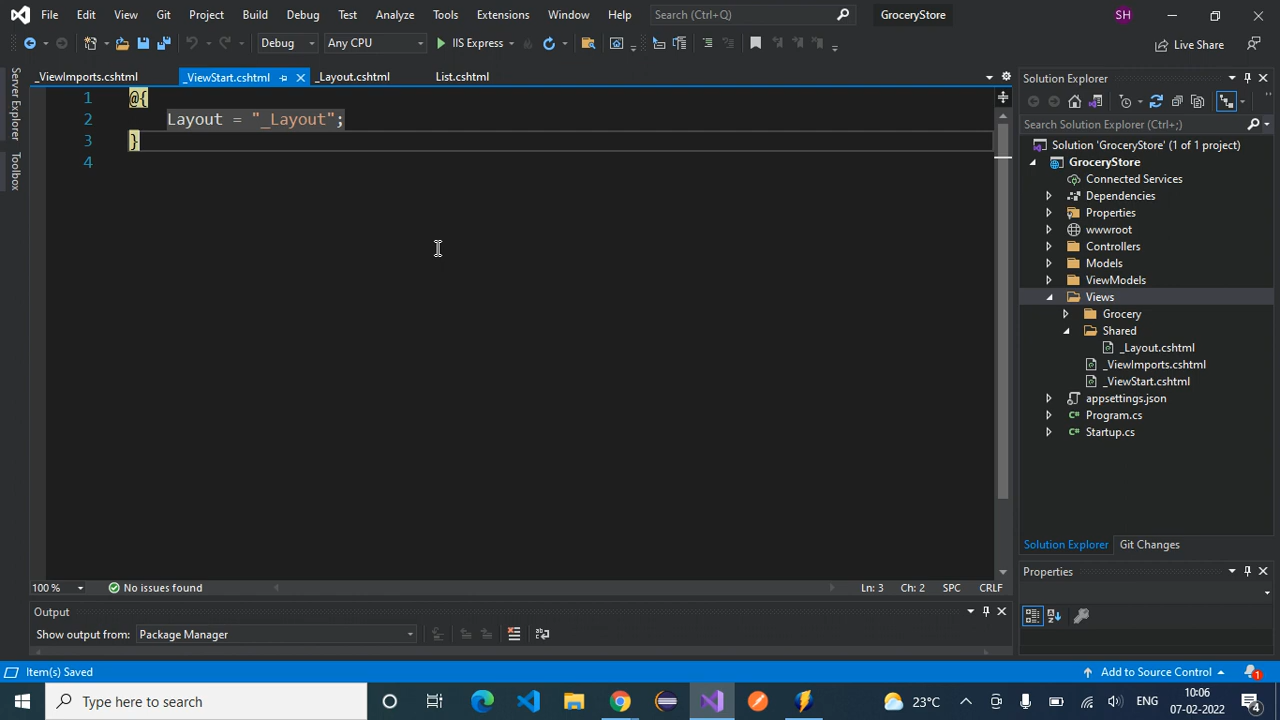 File Edit View Git Project Build Debug Test Analyze Tools Extensions Window Help Search (Ctrl+Q) GroceryStore SH
Debug Any CPU IIS Express Live Share
_ViewImports.cshtml _ViewStart.cshtml _Layout.cshtml List.cshtml
Server Explorer
Toolbox
1 @{
2 Layout = "_Layout";
3 }
4
100 % No issues found Ln: 3 Ch: 2 SPC CRLF
Output
Show output from: Package Manager
Solution Explorer
Search Solution Explorer (Ctrl+;)
Solution 'GroceryStore' (1 of 1 project)
GroceryStore
Connected Services
Dependencies
Properties
wwwroot
Controllers
Models
ViewModels
Views
Grocery
Shared
_Layout.cshtml
_ViewImports.cshtml
_ViewStart.cshtml
appsettings.json
Program.cs
Startup.cs
Solution Explorer Git Changes
Properties
Item(s) Saved Add to Source Control 1
Type here to search 23°C ENG 10:06
07-02-2022 4